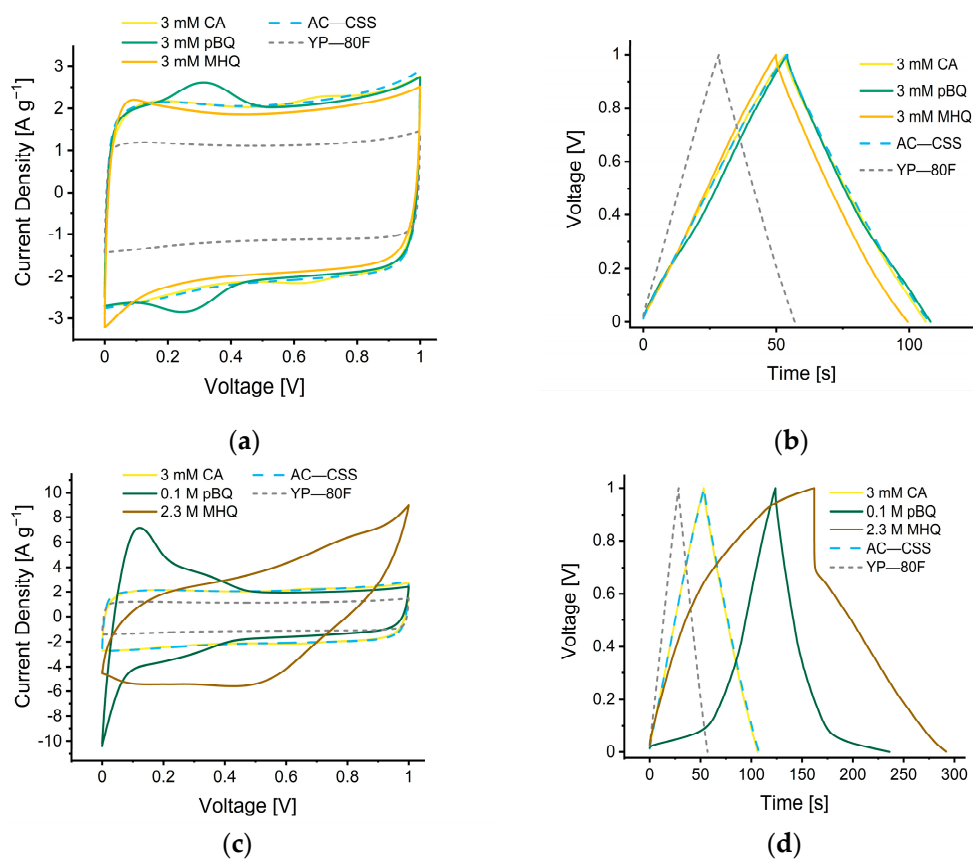 3 mM CA
3 mM pBQ
3 mM MHQ
AC—CSS
YP—80F
Current Density [A g⁻¹]
3
2
1
0
-1
-2
-3
0 0.2 0.4 0.6 0.8 1
Voltage [V]
(a)
3 mM CA
3 mM pBQ
3 mM MHQ
AC—CSS
YP—80F
Voltage [V]
1
0.8
0.6
0.4
0.2
0
0 50 100
Time [s]
(b)
3 mM CA
0.1 M pBQ
2.3 M MHQ
AC—CSS
YP—80F
Current Density [A g⁻¹]
10
8
6
4
2
0
-2
-4
-6
-8
-10
0 0.2 0.4 0.6 0.8 1
Voltage [V]
(c)
3 mM CA
0.1 M pBQ
2.3 M MHQ
AC—CSS
YP—80F
Voltage [V]
1
0.8
0.6
0.4
0.2
0
0 50 100 150 200 250 300
Time [s]
(d)